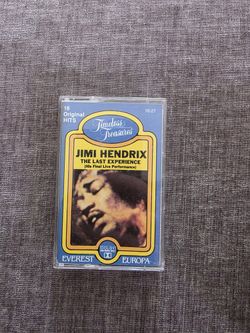 16
Original
HITS
Timeless
Treasures
JIMI HENDRIX
THE LAST EXPERIENCE
(His Final Live Performance)
EVEREST EUROPA